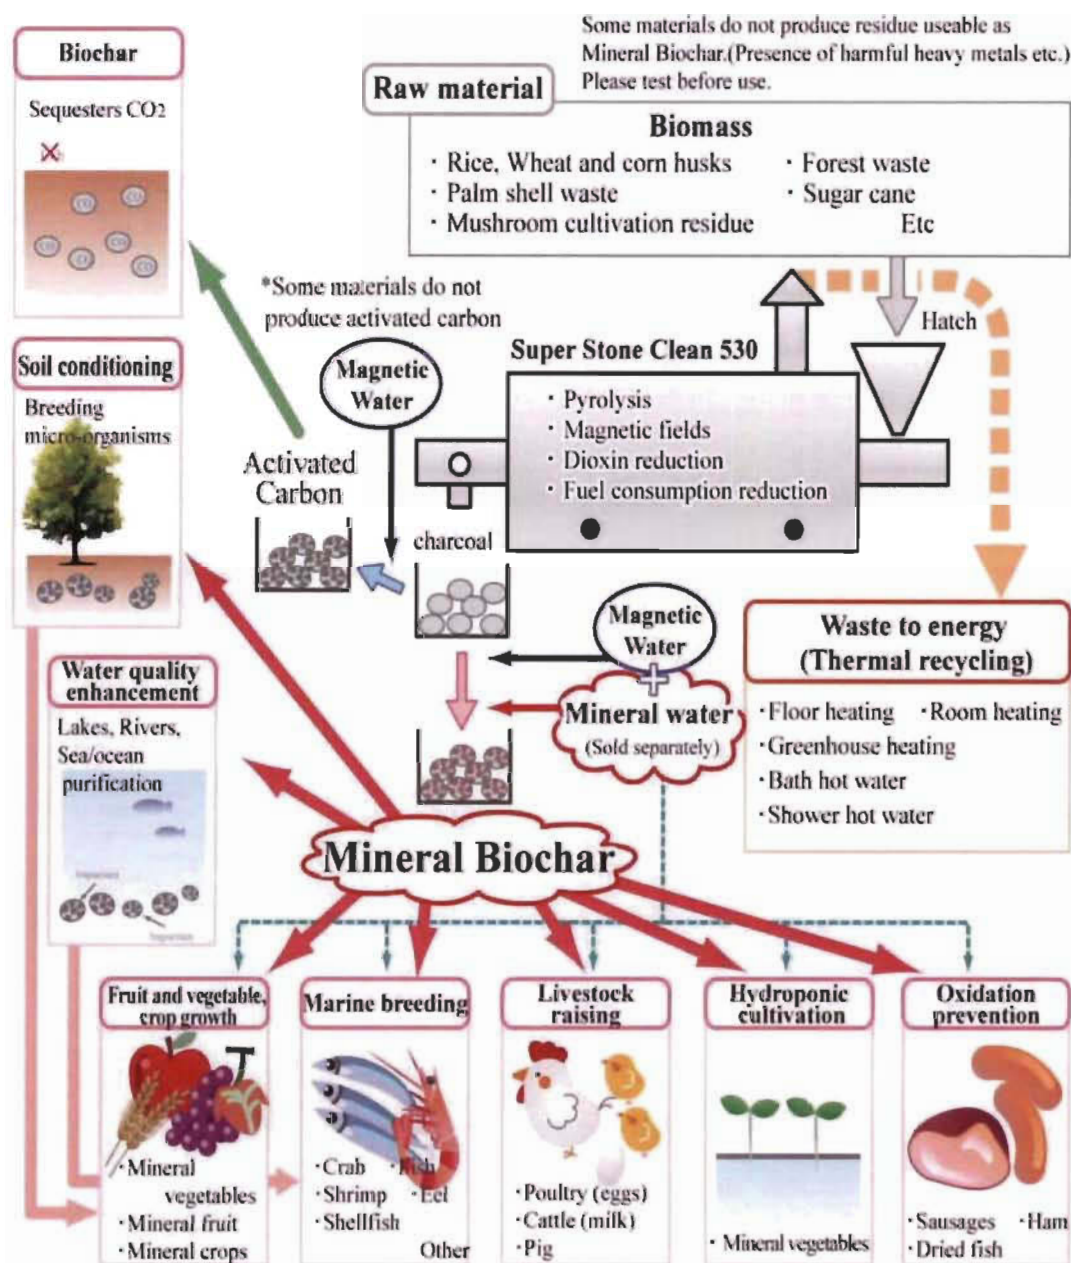 Some materials do not produce residue useable as
Mineral Biochar.(Presence of harmful heavy metals etc.)
Please test before use.
Raw material
Biomass
· Rice, Wheat and corn husks
· Palm shell waste
· Mushroom cultivation residue
· Forest waste
· Sugar cane
Etc
Biochar
Sequesters CO2
*Some materials do not
produce activated carbon
Hatch
Super Stone Clean 530
· Pyrolysis
· Magnetic fields
· Dioxin reduction
· Fuel consumption reduction
Magnetic
Water
Soil conditioning
Breeding
micro-organisms
Activated
Carbon
charcoal
Magnetic
Water
Mineral water
(Sold separately)
Waste to energy
(Thermal recycling)
· Floor heating · Room heating
· Greenhouse heating
· Bath hot water
· Shower hot water
Water quality
enhancement
Lakes, Rivers,
Sea/ocean
purification
Mineral Biochar
Fruit and vegetable,
crop growth
· Mineral
vegetables
· Mineral fruit
· Mineral crops
Marine breeding
· Crab · Fish
· Shrimp · Eel
· Shellfish
Other
Livestock
raising
· Poultry (eggs)
· Cattle (milk)
· Pig
Hydroponic
cultivation
· Mineral vegetables
Oxidation
prevention
· Sausages · Ham
· Dried fish